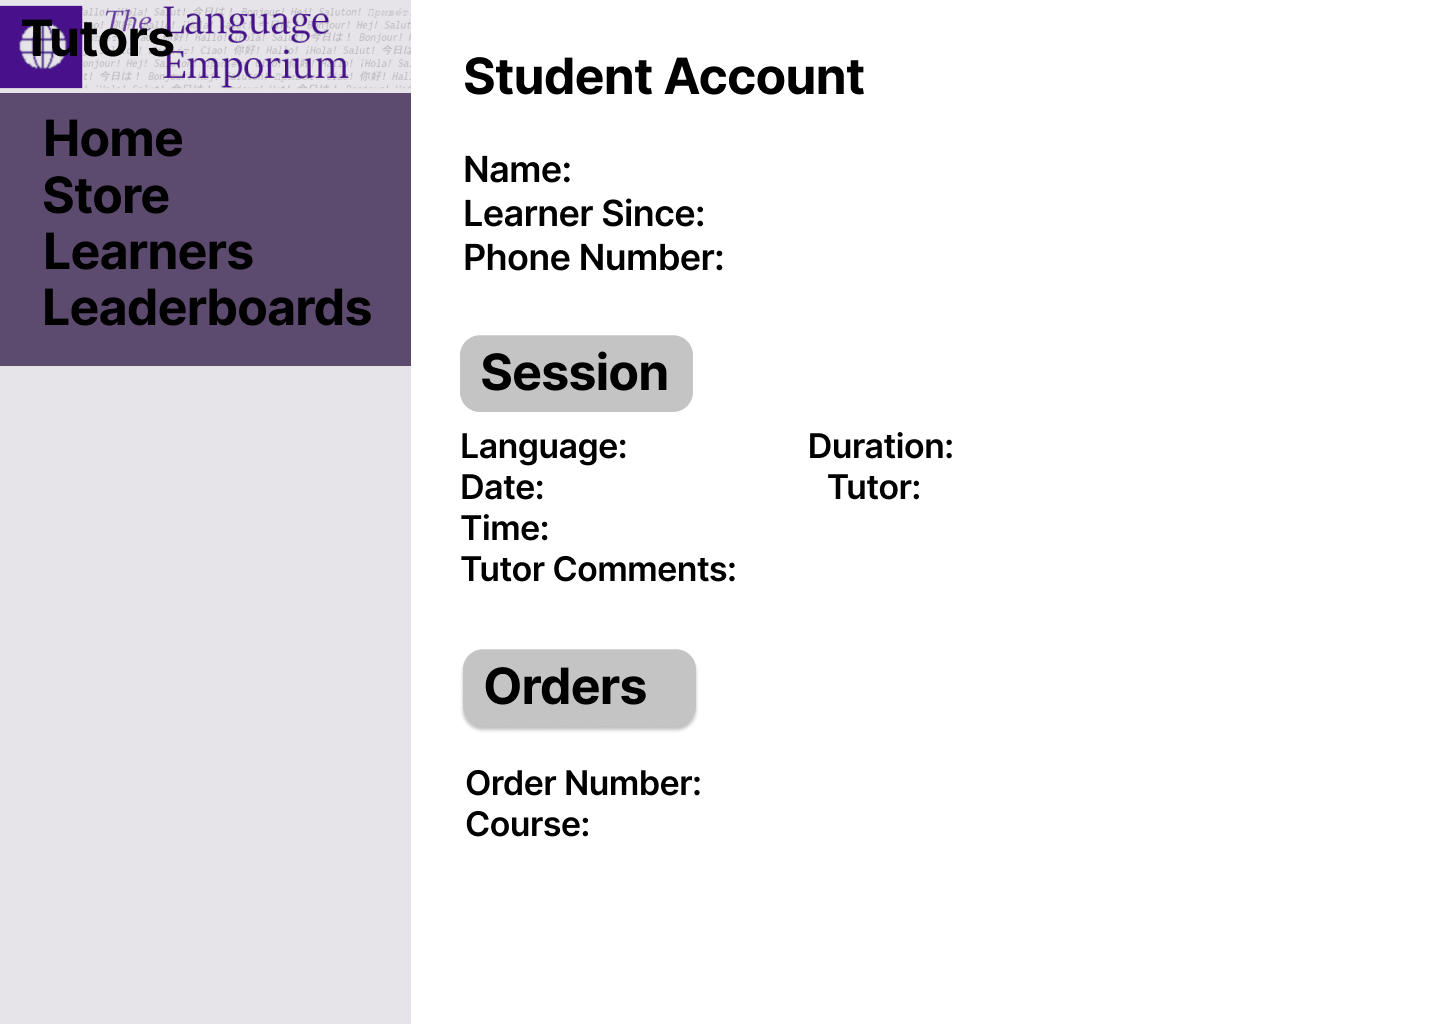 The Language
Emporium
Tutors
Home
Store
Learners
Leaderboards
Student Account
Name:
Learner Since:
Phone Number:
Session
Language:
Duration:
Date:
Tutor:
Time:
Tutor Comments:
Orders
Order Number:
Course: